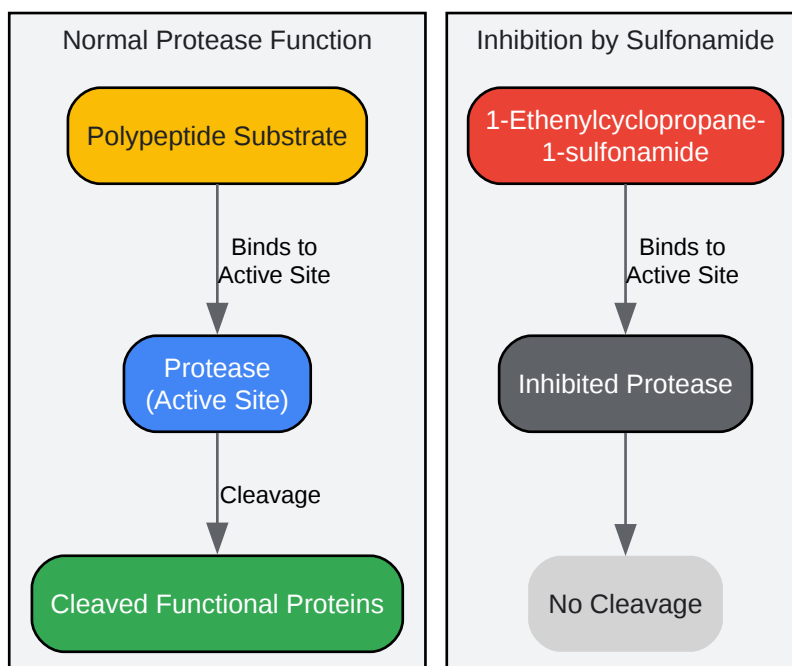 Normal Protease Function
Polypeptide Substrate
Binds to
Active Site
Protease
(Active Site)
Cleavage
Cleaved Functional Proteins
Inhibition by Sulfonamide
1-Ethenylcyclopropane-
1-sulfonamide
Binds to
Active Site
Inhibited Protease
No Cleavage